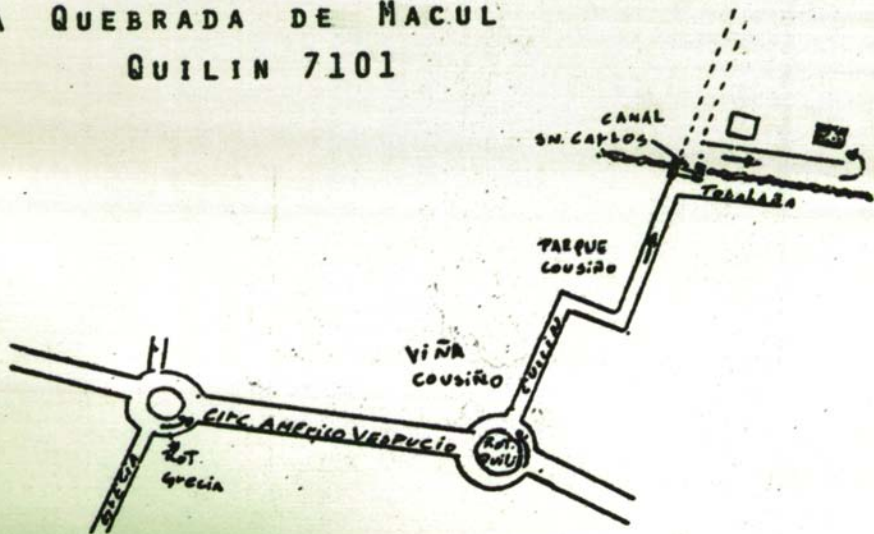 A QUEBRADA DE MACUL
QUILIN 7101
CANAL
SN. CARLOS
TOBALABA
PARQUE
COUSIÑO
VIÑA
COUSIÑO
QUILIN
CIRC. AMERICO VESPUCIO
ROT.
QUILIN
ROT.
GRECIA
GRECIA